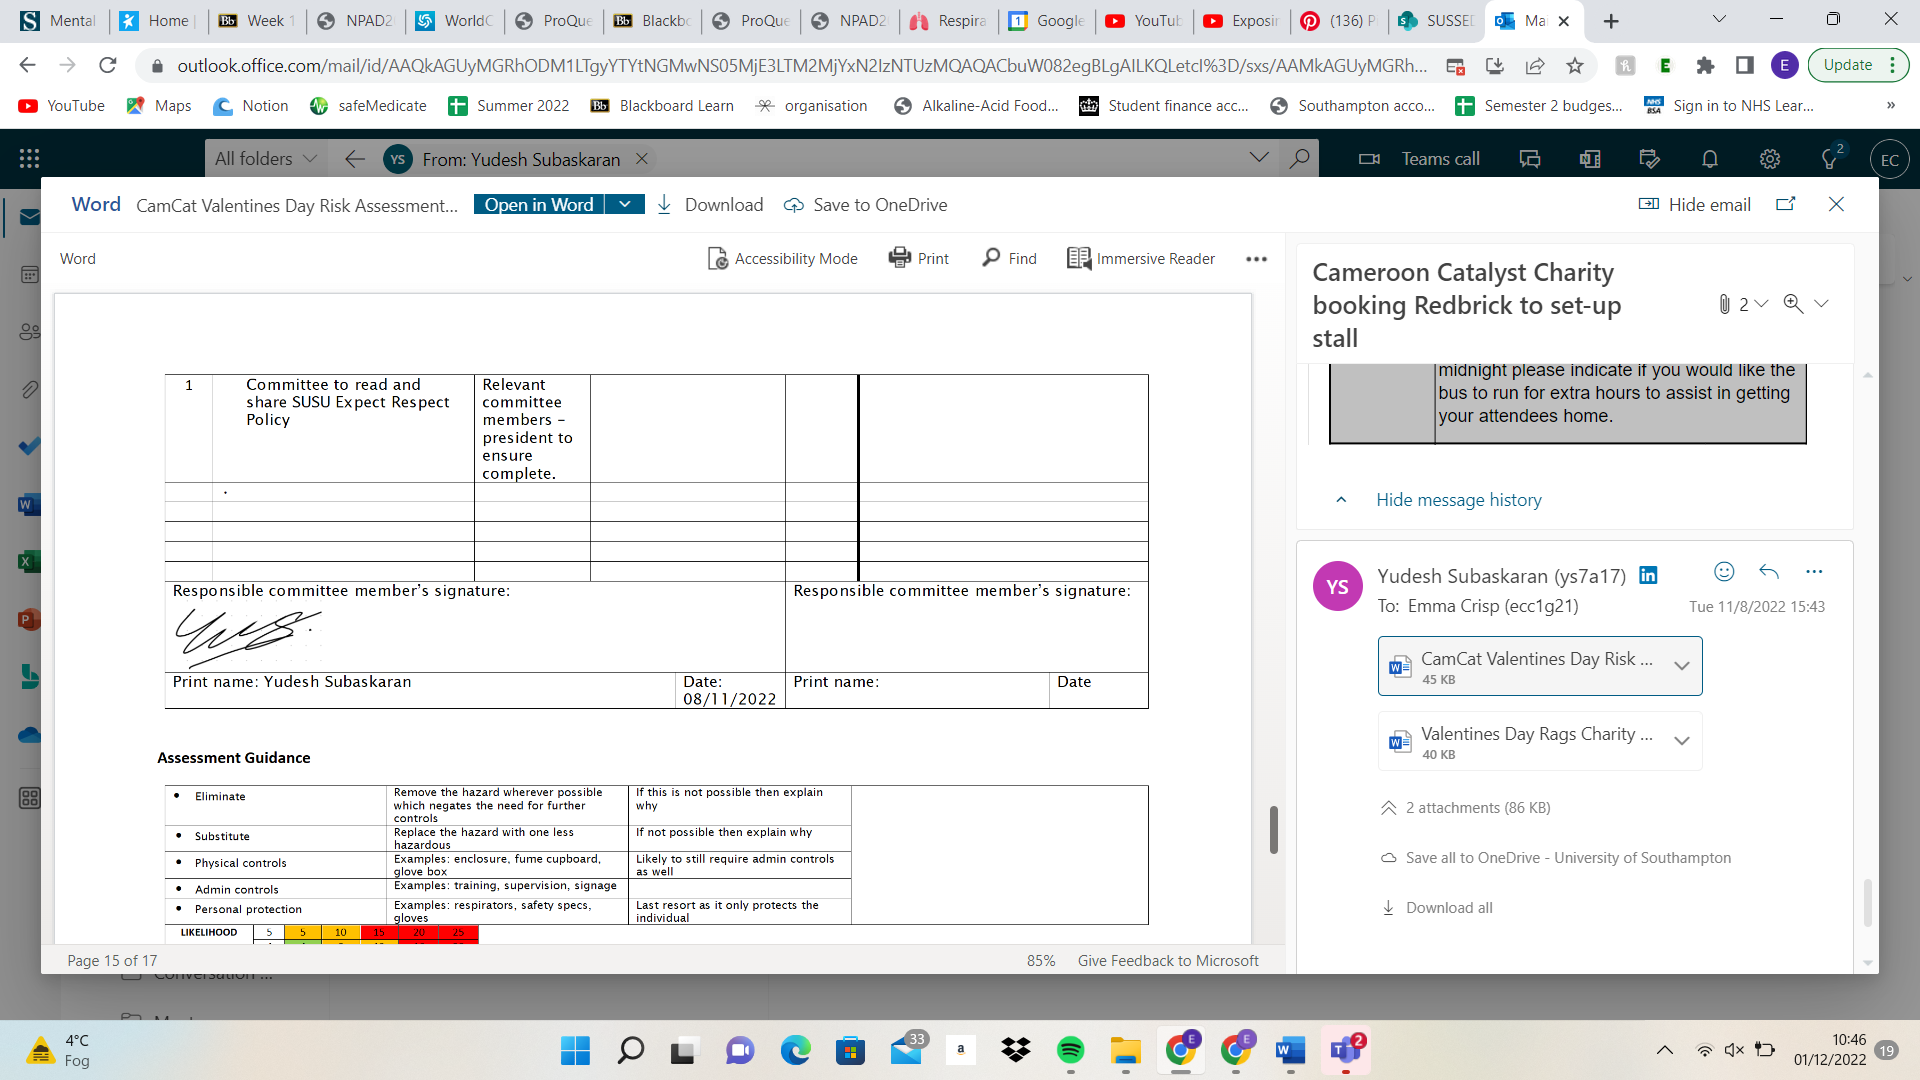 Mental
Home
Week 1
NPAD2
WorldC
ProQue
Blackbo
ProQue
NPAD2
Respira
Google
YouTub
Exposin
(136) P
SUSSED
Mai
outlook.office.com/mail/id/AAQkAGUyMGRhODM1LTgyYTYtNGMwNS05MjE3LTM2MjYxN2IzNTUzMQAQACbuW082egBLgAILKQLetcI%3D/sxs/AAMkAGUyMGRh...
E
Update
YouTube
Maps
Notion
safeMedicate
Summer 2022
Blackboard Learn
organisation
Alkaline-Acid Food...
Student finance acc...
Southampton acco...
Semester 2 budges...
Sign in to NHS Lear...
All folders
YS From: Yudesh Subaskaran
Teams call
2
EC
Word CamCat Valentines Day Risk Assessment...
Open in Word
Download
Save to OneDrive
Hide email
Word
Accessibility Mode
Print
Find
Immersive Reader
1
Committee to read and
share SUSU Expect Respect
Policy
Relevant
committee
members –
president to
ensure
complete.
Responsible committee member's signature:
Responsible committee member's signature:
Print name: Yudesh Subaskaran
Date:
08/11/2022
Print name:
Date
Assessment Guidance
• Eliminate
Remove the hazard wherever possible
which negates the need for further
controls
If this is not possible then explain
why
• Substitute
Replace the hazard with one less
hazardous
If not possible then explain why
• Physical controls
Examples: enclosure, fume cupboard,
glove box
Likely to still require admin controls
as well
• Admin controls
Examples: training, supervision, signage
• Personal protection
Examples: respirators, safety specs,
gloves
Last resort as it only protects the
individual
LIKELIHOOD 5 5 10 15 20 25
Page 15 of 17
85%
Give Feedback to Microsoft
Cameroon Catalyst Charity
booking Redbrick to set-up
stall
2
midnight please indicate if you would like the
bus to run for extra hours to assist in getting
your attendees home.
Hide message history
YS
Yudesh Subaskaran (ys7a17)
To: Emma Crisp (ecc1g21)
Tue 11/8/2022 15:43
CamCat Valentines Day Risk ...
45 KB
Valentines Day Rags Charity ...
40 KB
2 attachments (86 KB)
Save all to OneDrive - University of Southampton
Download all
4°C
Fog
33
2
10:46
01/12/2022
19